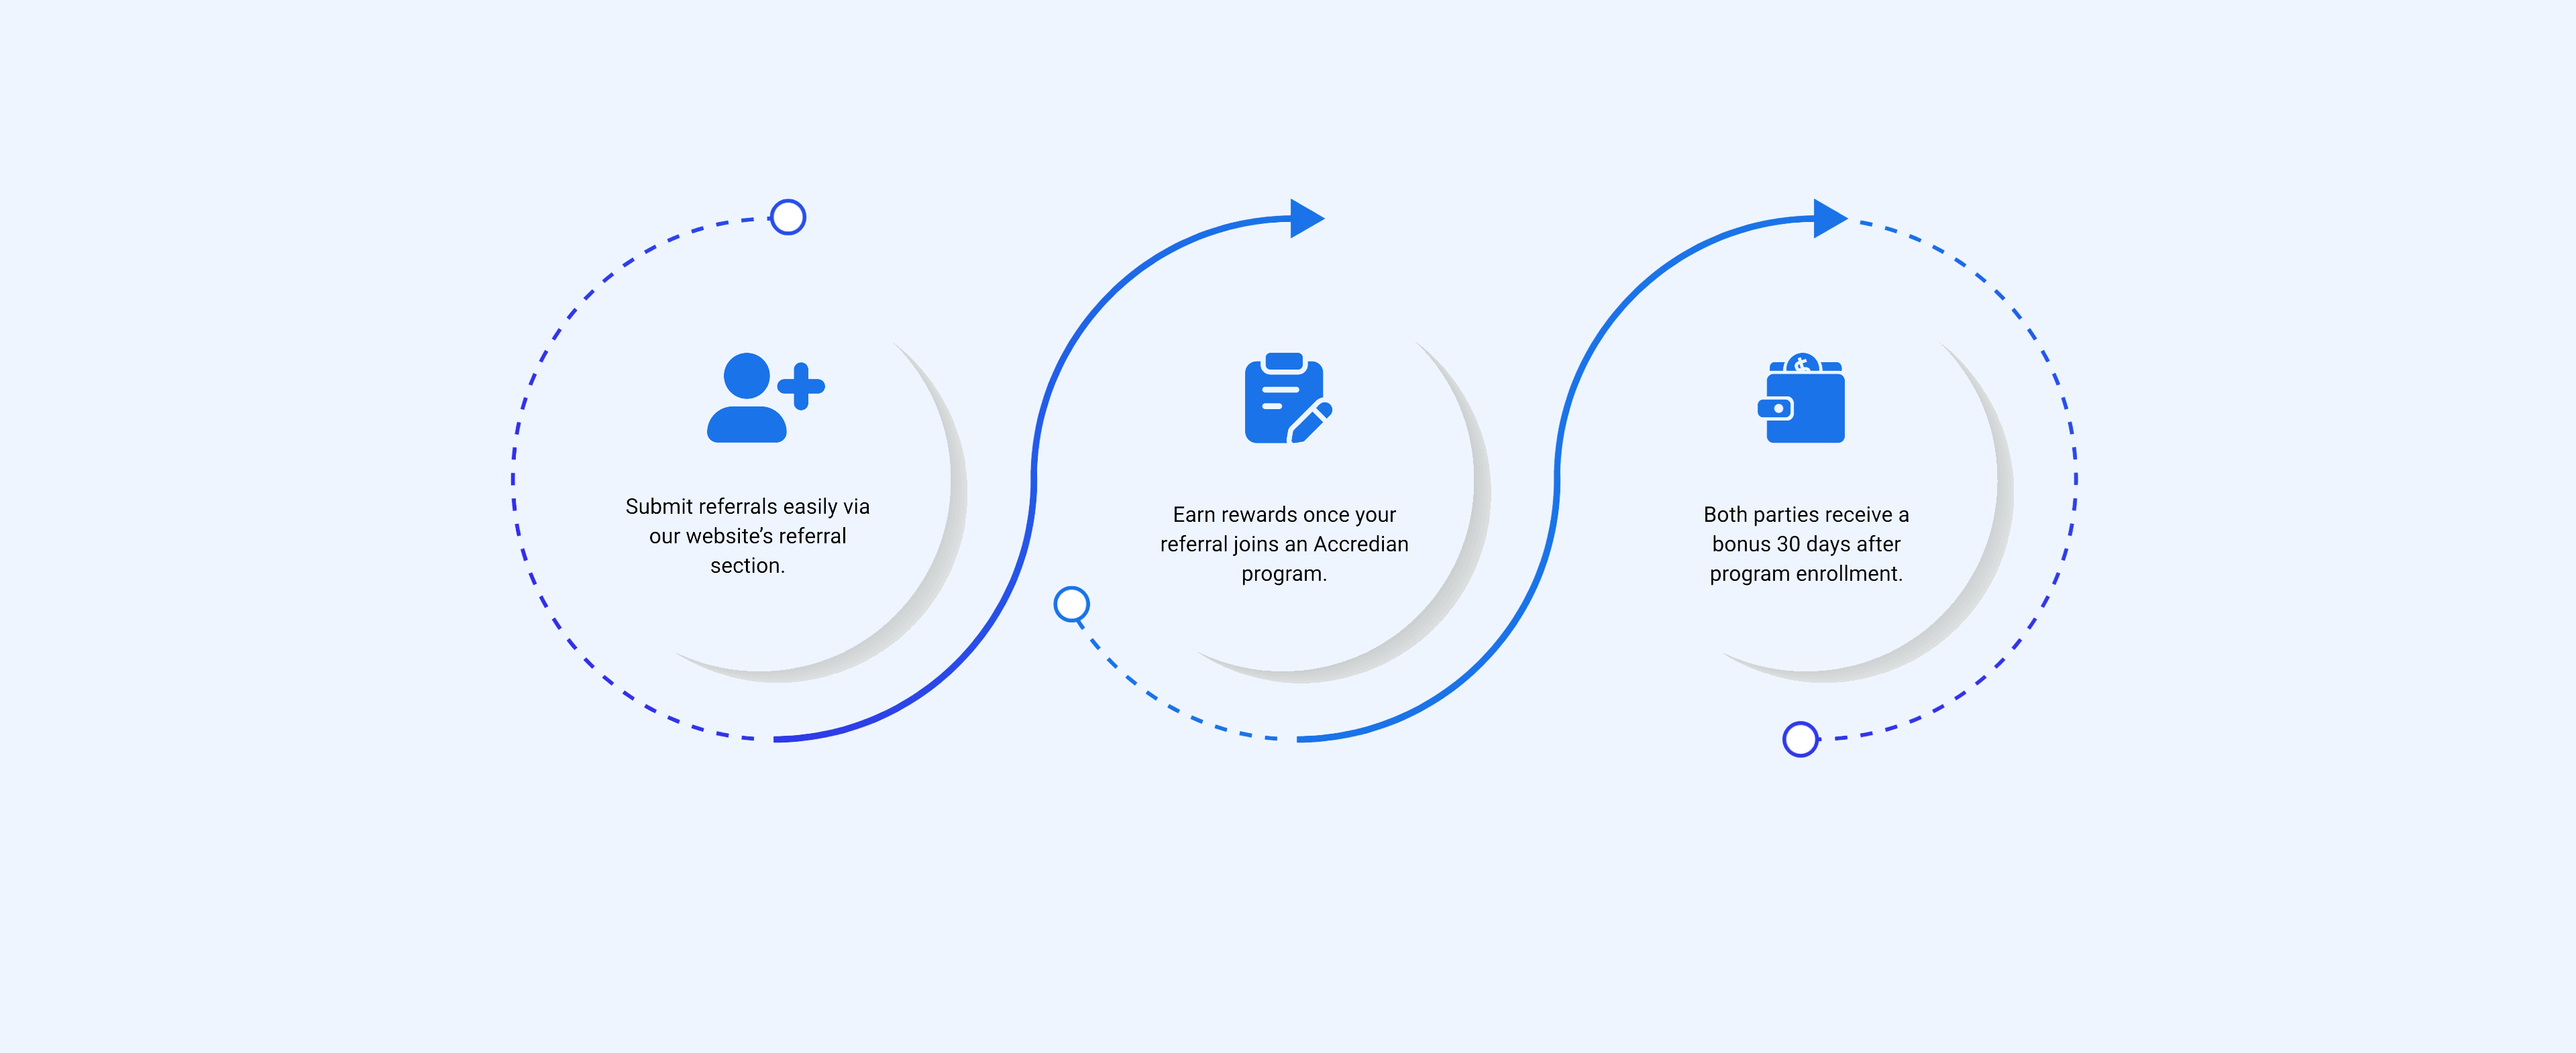 Submit referrals easily via
our website’s referral
section.
Earn rewards once your
referral joins an Accredian
program.
$
Both parties receive a
bonus 30 days after
program enrollment.